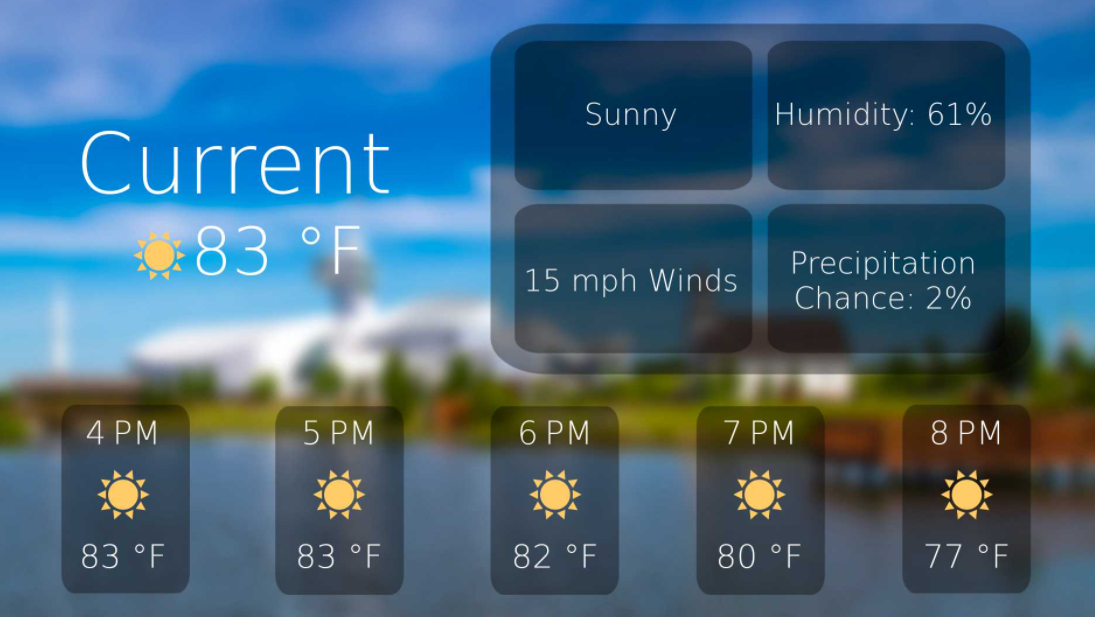 Current
83 °F
Sunny
Humidity: 61%
15 mph Winds
Precipitation
Chance: 2%
4 PM
83 °F
5 PM
83 °F
6 PM
82 °F
7 PM
80 °F
8 PM
77 °F